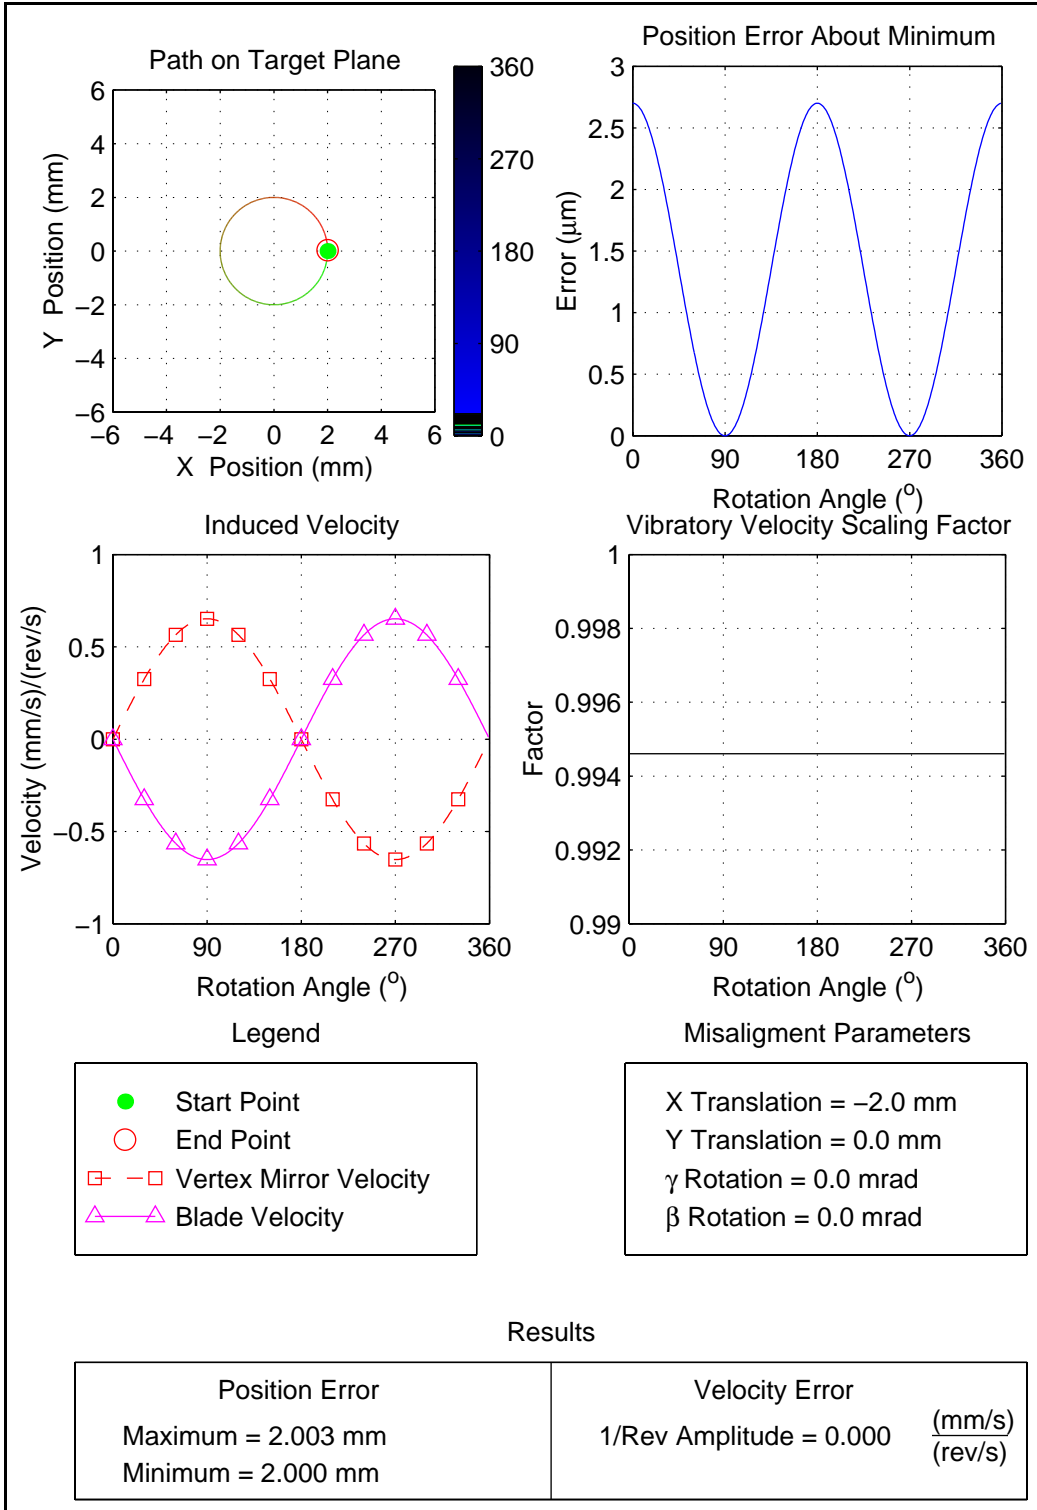 Path on Target Plane
6
4
2
0
−2
−4
−6
Y Position (mm)
−6 −4 −2 0 2 4 6
X Position (mm)
360
270
180
90
0
Position Error About Minimum
3
2.5
2
1.5
1
0.5
0
Error (μm)
0 90 180 270 360
Rotation Angle (o)
Induced Velocity
1
0.5
0
−0.5
−1
Velocity (mm/s)/(rev/s)
0 90 180 270 360
Rotation Angle (o)
Vibratory Velocity Scaling Factor
1
0.998
0.996
0.994
0.992
0.99
Factor
0 90 180 270 360
Rotation Angle (o)
Legend
Start Point
End Point
Vertex Mirror Velocity
Blade Velocity
Misaligment Parameters
X Translation = −2.0 mm
Y Translation = 0.0 mm
γ Rotation = 0.0 mrad
β Rotation = 0.0 mrad
Results
Position Error
Maximum = 2.003 mm
Minimum = 2.000 mm
Velocity Error
1/Rev Amplitude = 0.000 (mm/s)
(rev/s)